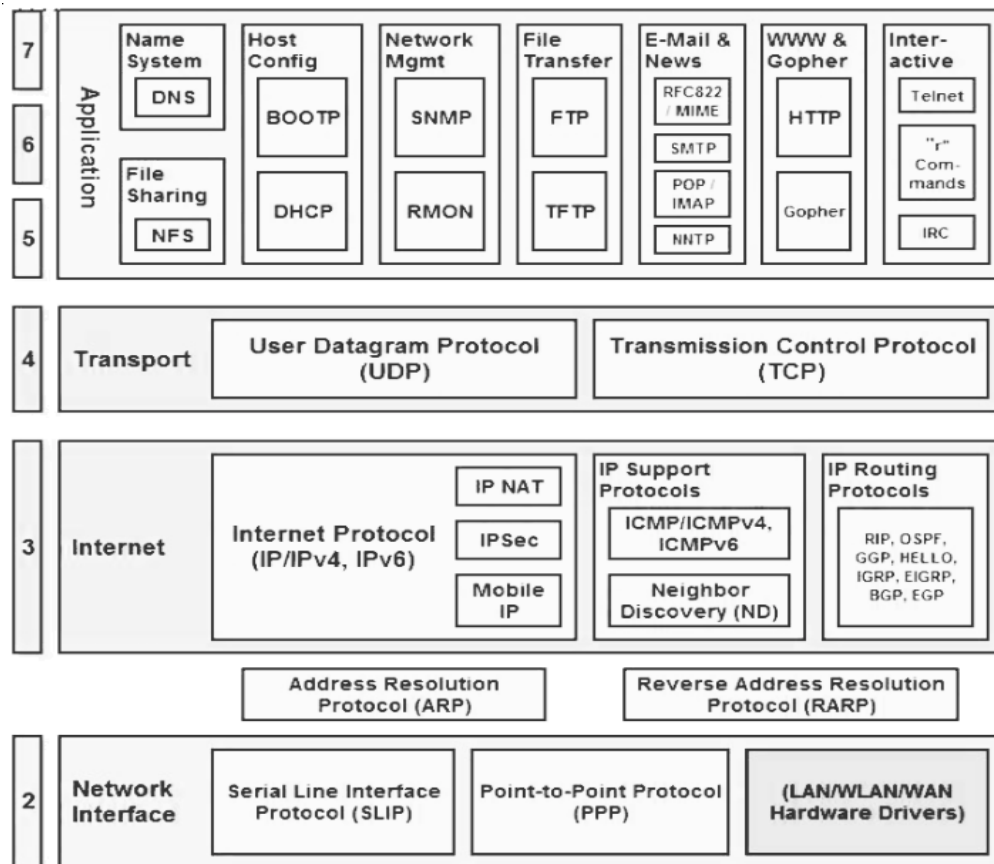 7
6
5
Application
Name
System
DNS
File
Sharing
NFS
Host
Config
BOOTP
DHCP
Network
Mgmt
SNMP
RMON
File
Transfer
FTP
TFTP
E-Mail &
News
RFC822
/ MIME
SMTP
POP /
IMAP
NNTP
WWW &
Gopher
HTTP
Gopher
Inter-
active
Telnet
"r"
Com-
mands
IRC
4
Transport
User Datagram Protocol
(UDP)
Transmission Control Protocol
(TCP)
3
Internet
Internet Protocol
(IP/IPv4, IPv6)
IP NAT
IPSec
Mobile
IP
IP Support
Protocols
ICMP/ICMPv4,
ICMPv6
Neighbor
Discovery (ND)
IP Routing
Protocols
RIP, OSPF,
GGP, HELLO,
IGRP, EIGRP,
BGP, EGP
Address Resolution
Protocol (ARP)
Reverse Address Resolution
Protocol (RARP)
2
Network
Interface
Serial Line Interface
Protocol (SLIP)
Point-to-Point Protocol
(PPP)
(LAN/WLAN/WAN
Hardware Drivers)